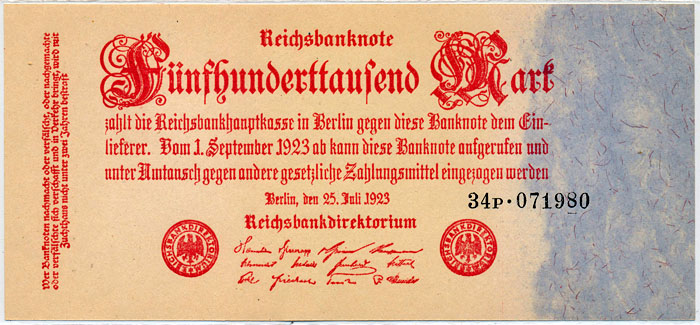 Reichsbanknote
Fünfhunderttausend Mark
zahlt die Reichsbankhauptkasse in Berlin gegen diese Banknote dem Ein-
lieferer. Vom 1. September 1923 ab kann diese Banknote aufgerufen und
unter Umtausch gegen andere gesetzliche Zahlungsmittel eingezogen werden
Berlin, den 25. Juli 1923
34P·071980
Reichsbankdirektorium
REICHSBANKDIREKTORIUM
REICHSBANKDIREKTORIUM
Wer Banknoten nachmacht oder verfälscht, oder nachgemachte
oder verfälschte sich verschafft und in Verkehr bringt, wird mit
Zuchthaus nicht unter zwei Jahren bestraft